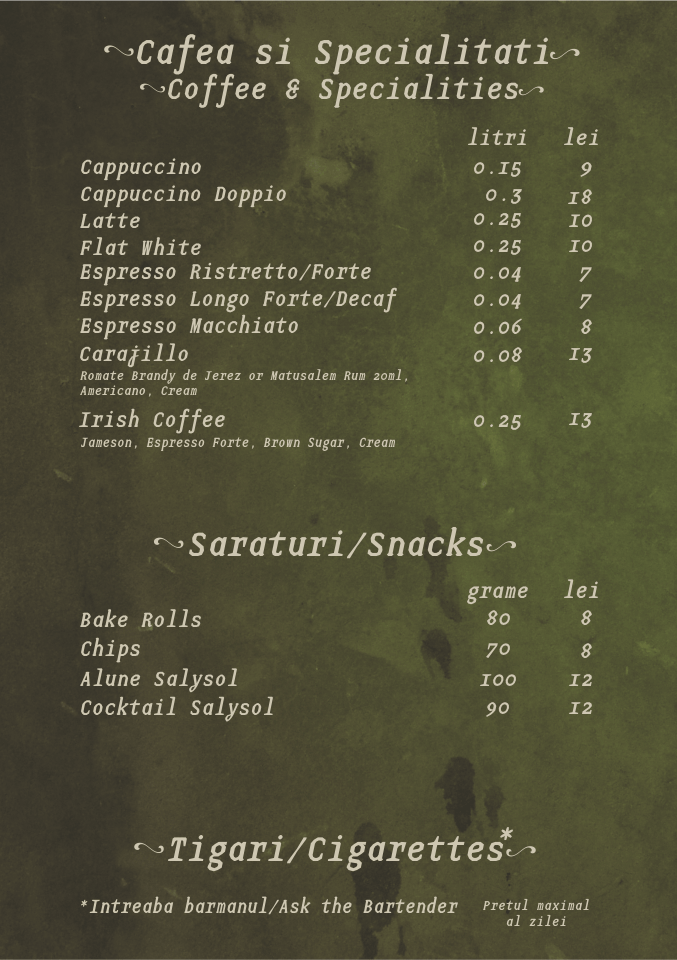 Cafea si Specialitati
Coffee & Specialities
litri lei
Cappuccino 0.15 9
Cappuccino Doppio 0.3 18
Latte 0.25 10
Flat White 0.25 10
Espresso Ristretto/Forte 0.04 7
Espresso Longo Forte/Decaf 0.04 7
Espresso Macchiato 0.06 8
Carajillo 0.08 13
Romate Brandy de Jerez or Matusalem Rum 20ml,
Americano, Cream
Irish Coffee 0.25 13
Jameson, Espresso Forte, Brown Sugar, Cream
Saraturi/Snacks
grame lei
Bake Rolls 80 8
Chips 70 8
Alune Salysol 100 12
Cocktail Salysol 90 12
Tigari/Cigarettes*
*Intreaba barmanul/Ask the Bartender Pretul maximal
al zilei